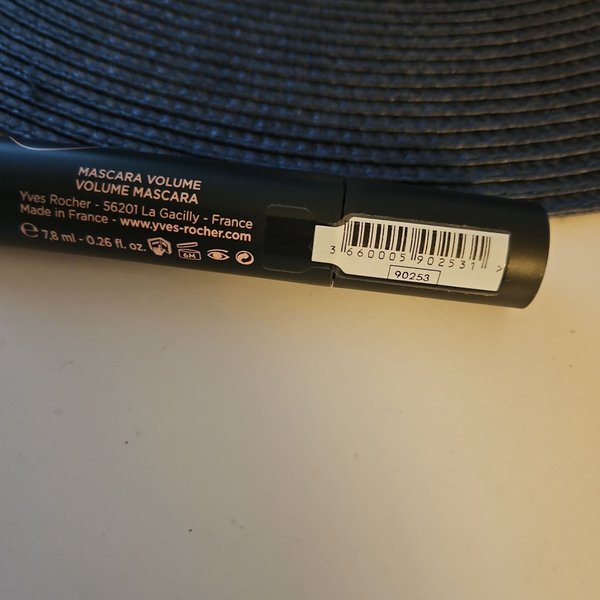 MASCARA VOLUME
VOLUME MASCARA
Yves Rocher - 56201 La Gacilly - France
Made in France - www.yves-rocher.com
℮ 7,8 ml - 0.26 fl. oz.
6M
3 660005 902531 >
90253